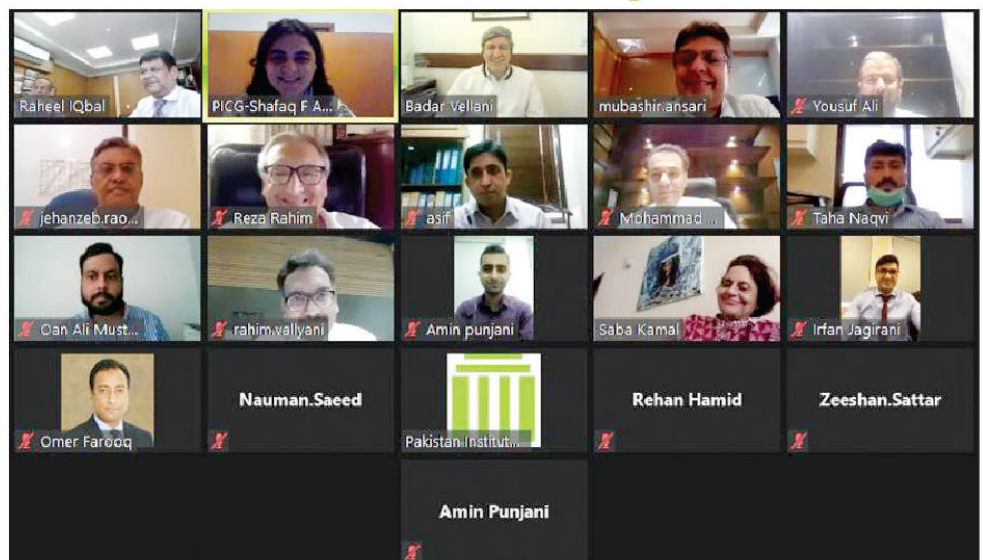 Raheel IQbal
PICG-Shafaq F A...
Badar Vellani
mubashir.ansari
Yousuf Ali
jehanzeb.rao...
Reza Rahim
asif
Mohammad ...
Taha Naqvi
Qan Ali Must...
rahim.vallyani
Amin punjani
Saba Kamal
Irfan Jagirani
Omer Farooq
Nauman.Saeed
Pakistan Institut...
Rehan Hamid
Zeeshan.Sattar
Amin Punjani